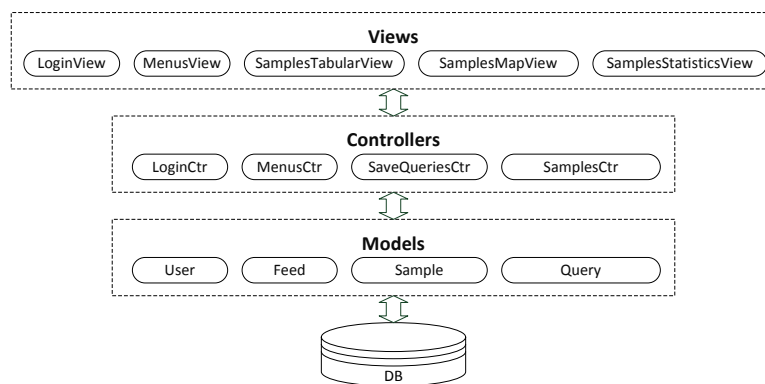 Views
LoginView MenusView SamplesTabularView SamplesMapView SamplesStatisticsView
Controllers
LoginCtr MenusCtr SaveQueriesCtr SamplesCtr
Models
User Feed Sample Query
DB